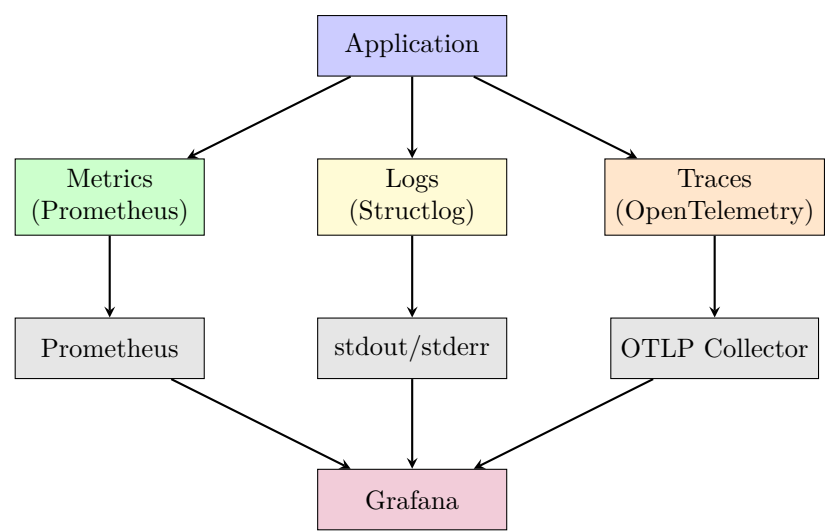 Application
Metrics
(Prometheus)
Logs
(Structlog)
Traces
(OpenTelemetry)
Prometheus
stdout/stderr
OTLP Collector
Grafana